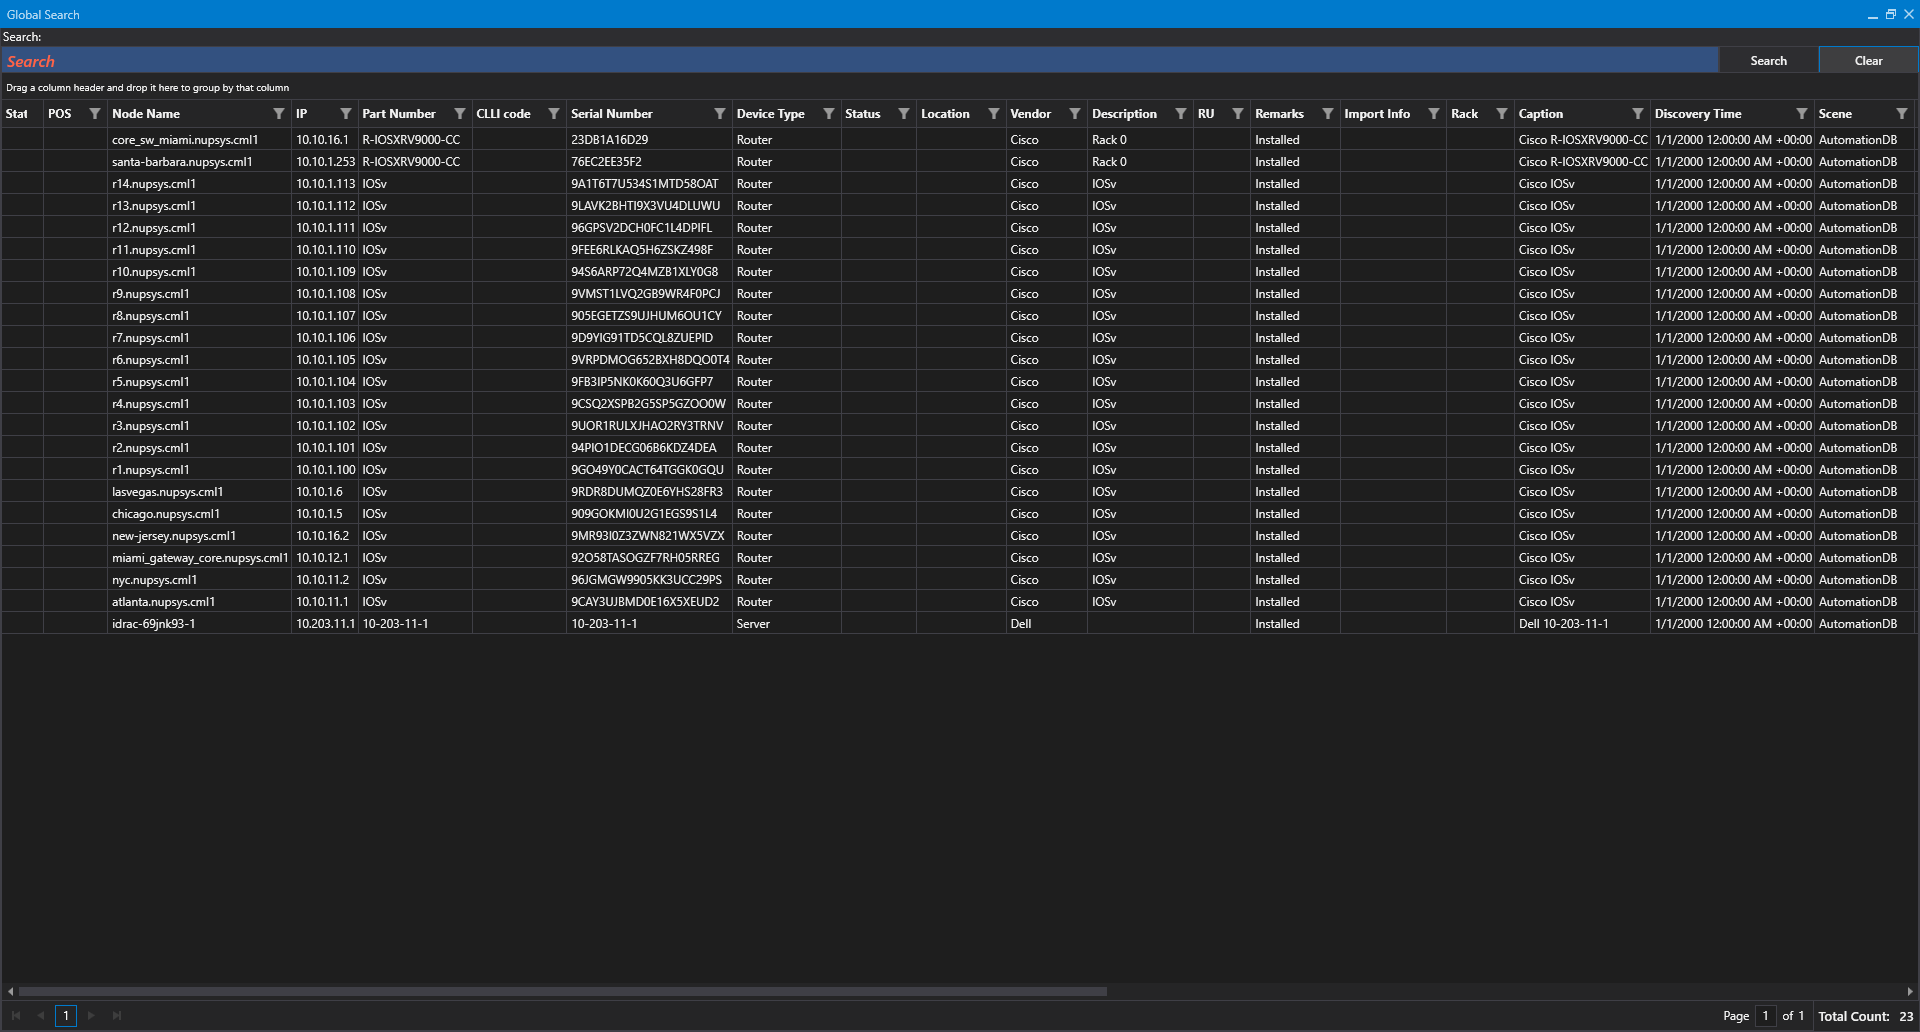 Global Search
Search:
Search Search Clear
Drag a column header and drop it here to group by that column
Stat POS Node Name IP Part Number CLLI code Serial Number Device Type Status Location Vendor Description RU Remarks Import Info Rack Caption Discovery Time Scene
core_sw_miami.nupsys.cml1 10.10.16.1 R-IOSXRV9000-CC 23DB1A16D29 Router Cisco Rack 0 Installed Cisco R-IOSXRV9000-CC 1/1/2000 12:00:00 AM +00:00 AutomationDB
santa-barbara.nupsys.cml1 10.10.1.253 R-IOSXRV9000-CC 76EC2EE35F2 Router Cisco Rack 0 Installed Cisco R-IOSXRV9000-CC 1/1/2000 12:00:00 AM +00:00 AutomationDB
r14.nupsys.cml1 10.10.1.113 IOSv 9A1T6T7U534S1MTD58OAT Router Cisco IOSv Installed Cisco IOSv 1/1/2000 12:00:00 AM +00:00 AutomationDB
r13.nupsys.cml1 10.10.1.112 IOSv 9LAVK2BHTI9X3VU4DLUWU Router Cisco IOSv Installed Cisco IOSv 1/1/2000 12:00:00 AM +00:00 AutomationDB
r12.nupsys.cml1 10.10.1.111 IOSv 96GPSV2DCH0FC1L4DPIFL Router Cisco IOSv Installed Cisco IOSv 1/1/2000 12:00:00 AM +00:00 AutomationDB
r11.nupsys.cml1 10.10.1.110 IOSv 9FEE6RLKAQ5H6ZSKZ498F Router Cisco IOSv Installed Cisco IOSv 1/1/2000 12:00:00 AM +00:00 AutomationDB
r10.nupsys.cml1 10.10.1.109 IOSv 94S6ARP72Q4MZB1XLY0G8 Router Cisco IOSv Installed Cisco IOSv 1/1/2000 12:00:00 AM +00:00 AutomationDB
r9.nupsys.cml1 10.10.1.108 IOSv 9VMST1LVQ2GB9WR4F0PCJ Router Cisco IOSv Installed Cisco IOSv 1/1/2000 12:00:00 AM +00:00 AutomationDB
r8.nupsys.cml1 10.10.1.107 IOSv 905EGETZS9UJHUM6OU1CY Router Cisco IOSv Installed Cisco IOSv 1/1/2000 12:00:00 AM +00:00 AutomationDB
r7.nupsys.cml1 10.10.1.106 IOSv 9D9YIG91TD5CQL8ZUEPID Router Cisco IOSv Installed Cisco IOSv 1/1/2000 12:00:00 AM +00:00 AutomationDB
r6.nupsys.cml1 10.10.1.105 IOSv 9VRPDMOG652BXH8DQO0T4 Router Cisco IOSv Installed Cisco IOSv 1/1/2000 12:00:00 AM +00:00 AutomationDB
r5.nupsys.cml1 10.10.1.104 IOSv 9FB3IP5NK0K60Q3U6GFP7 Router Cisco IOSv Installed Cisco IOSv 1/1/2000 12:00:00 AM +00:00 AutomationDB
r4.nupsys.cml1 10.10.1.103 IOSv 9CSQ2XSPB2G5SP5GZOO0W Router Cisco IOSv Installed Cisco IOSv 1/1/2000 12:00:00 AM +00:00 AutomationDB
r3.nupsys.cml1 10.10.1.102 IOSv 9UOR1RULXJHAO2RY3TRNV Router Cisco IOSv Installed Cisco IOSv 1/1/2000 12:00:00 AM +00:00 AutomationDB
r2.nupsys.cml1 10.10.1.101 IOSv 94PIO1DECG06B6KDZ4DEA Router Cisco IOSv Installed Cisco IOSv 1/1/2000 12:00:00 AM +00:00 AutomationDB
r1.nupsys.cml1 10.10.1.100 IOSv 9GO49Y0CACT64TGGK0GQU Router Cisco IOSv Installed Cisco IOSv 1/1/2000 12:00:00 AM +00:00 AutomationDB
lasvegas.nupsys.cml1 10.10.1.6 IOSv 9RDR8DUMQZ0E6YHS28FR3 Router Cisco IOSv Installed Cisco IOSv 1/1/2000 12:00:00 AM +00:00 AutomationDB
chicago.nupsys.cml1 10.10.1.5 IOSv 909GOKMI0U2G1EGS9S1L4 Router Cisco IOSv Installed Cisco IOSv 1/1/2000 12:00:00 AM +00:00 AutomationDB
new-jersey.nupsys.cml1 10.10.16.2 IOSv 9MR93I0Z3ZWN821WX5VZX Router Cisco IOSv Installed Cisco IOSv 1/1/2000 12:00:00 AM +00:00 AutomationDB
miami_gateway_core.nupsys.cml1 10.10.12.1 IOSv 92O58TASOGZF7RH05RREG Router Cisco IOSv Installed Cisco IOSv 1/1/2000 12:00:00 AM +00:00 AutomationDB
nyc.nupsys.cml1 10.10.11.2 IOSv 96JGMGW9905KK3UCC29PS Router Cisco IOSv Installed Cisco IOSv 1/1/2000 12:00:00 AM +00:00 AutomationDB
atlanta.nupsys.cml1 10.10.11.1 IOSv 9CAY3UJBMD0E16X5XEUD2 Router Cisco IOSv Installed Cisco IOSv 1/1/2000 12:00:00 AM +00:00 AutomationDB
idrac-69jnk93-1 10.203.11.1 10-203-11-1 10-203-11-1 Server Dell Installed Dell 10-203-11-1 1/1/2000 12:00:00 AM +00:00 AutomationDB
1 Page 1 of 1 Total Count: 23